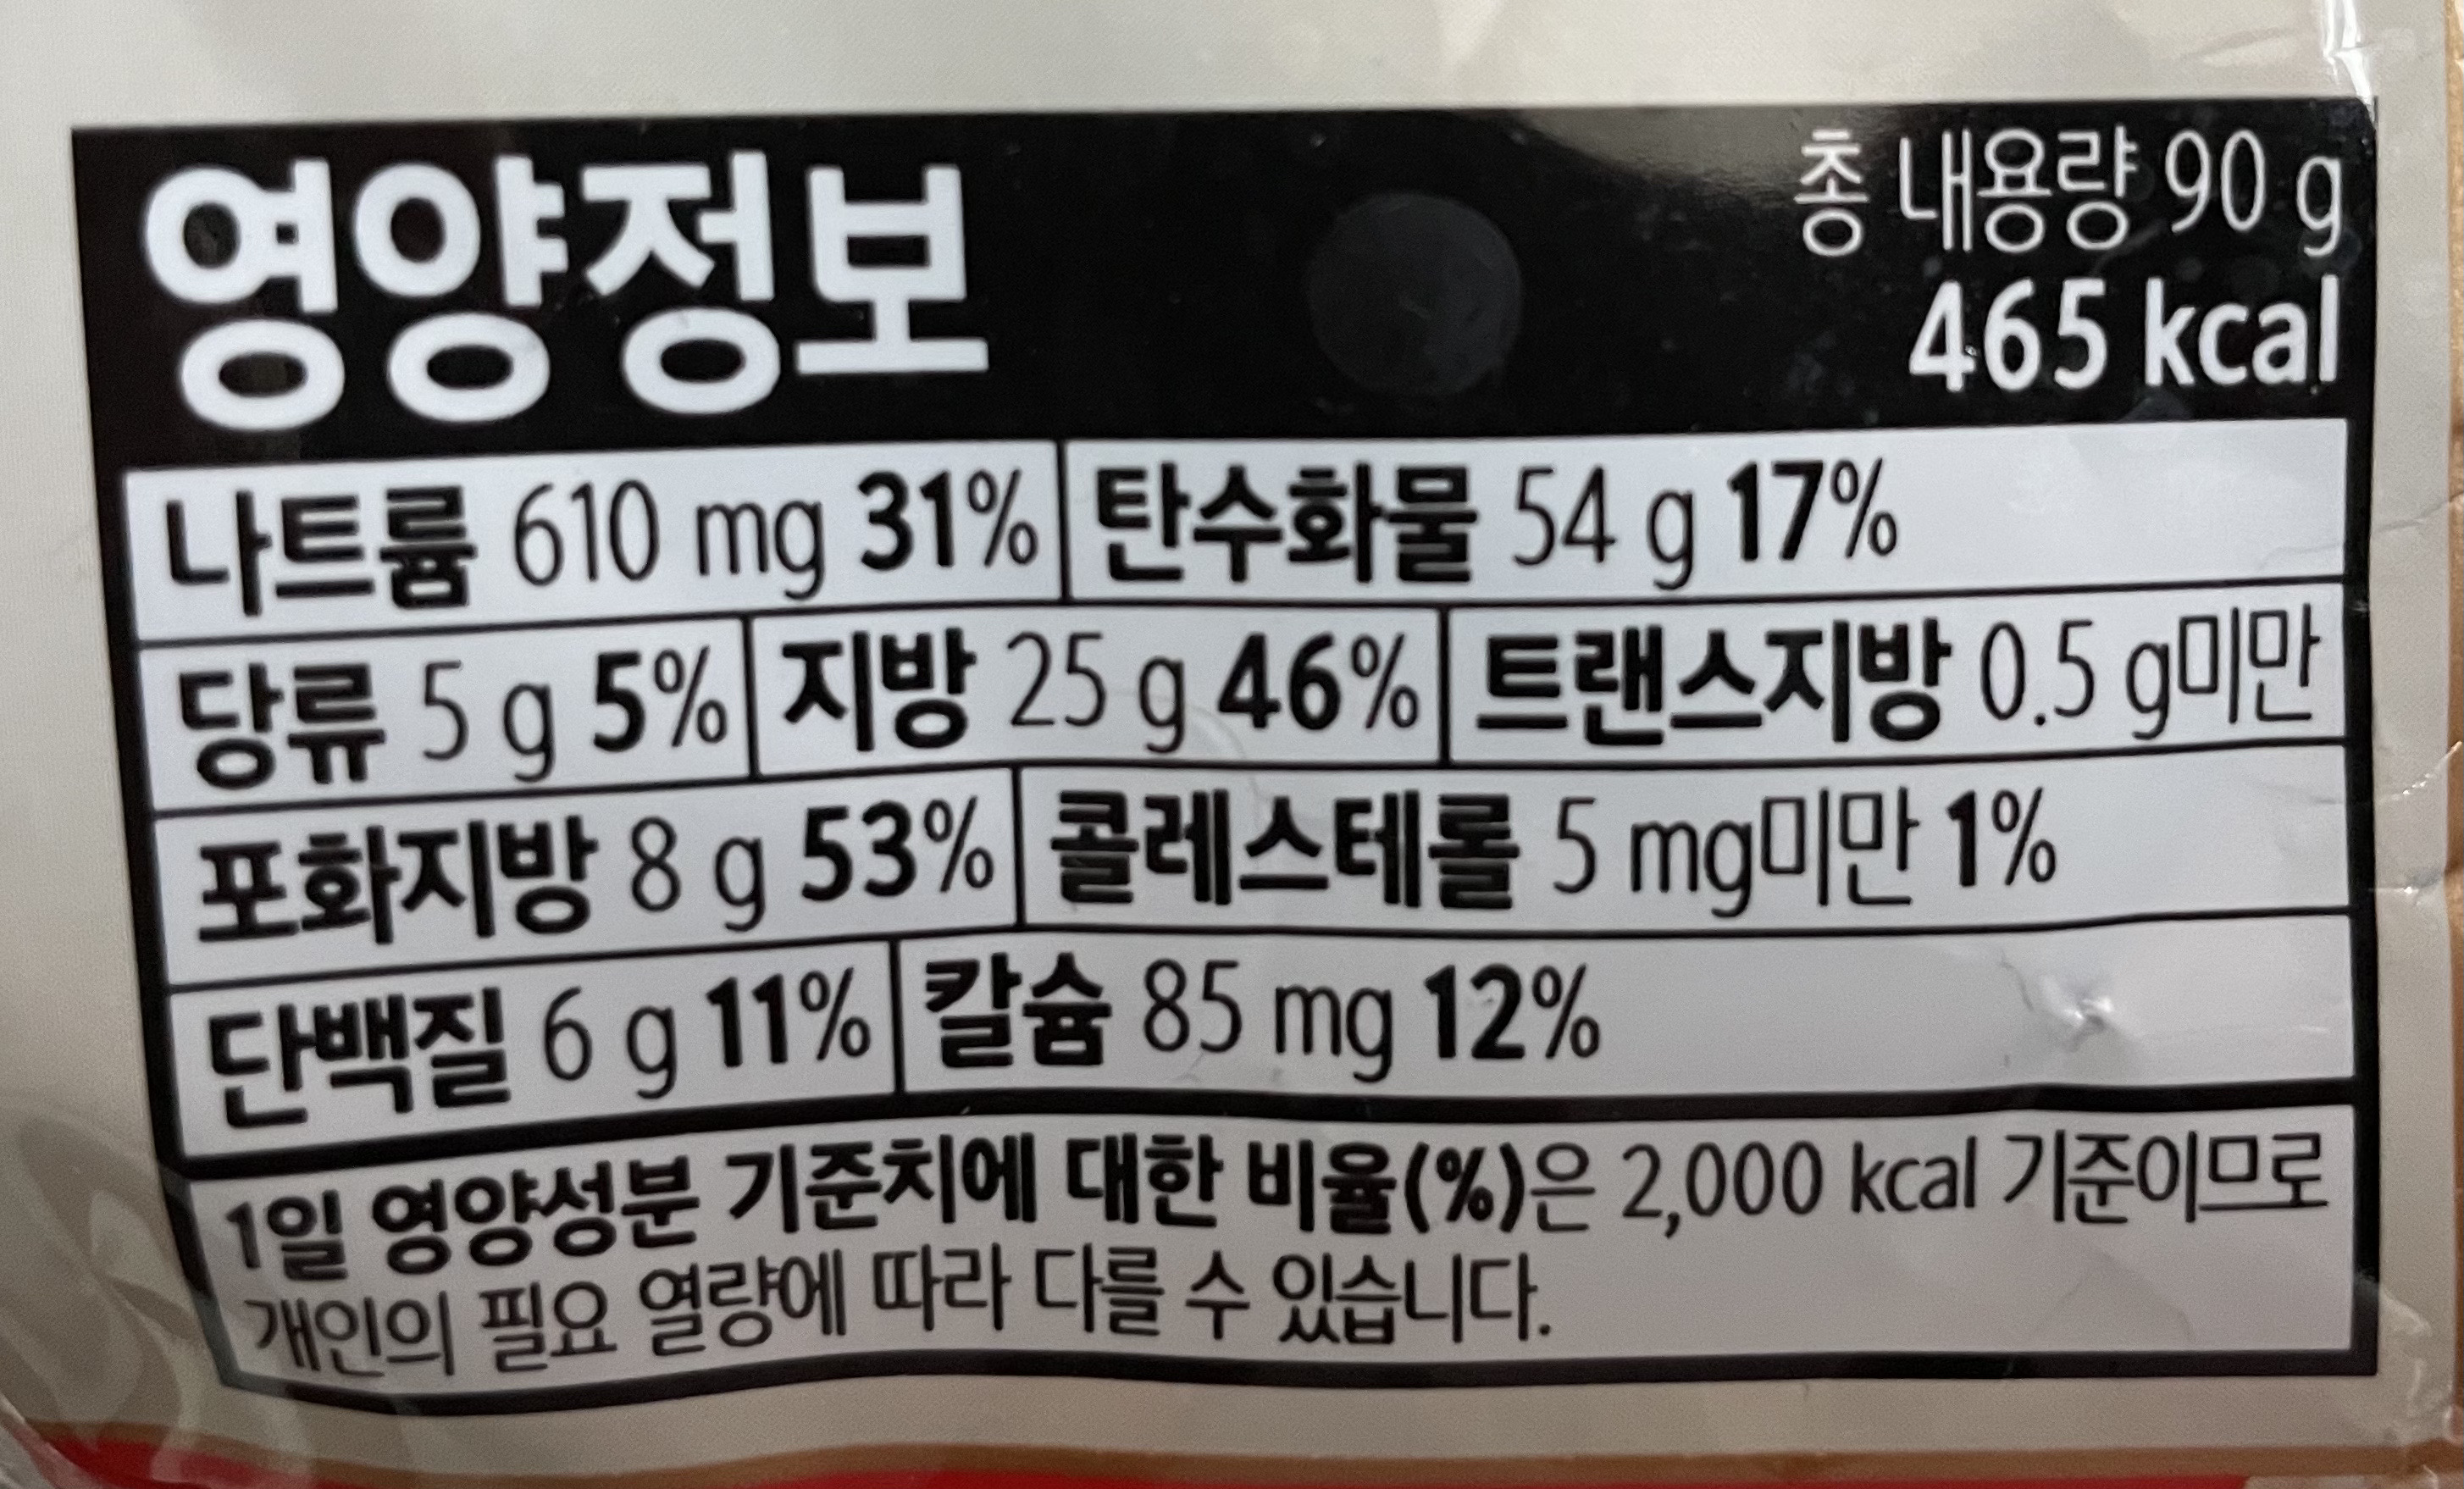 영양정보
총 내용량 90 g
465 kcal
나트륨 610 mg 31% 탄수화물 54 g 17%
당류 5 g 5% 지방 25 g 46% 트랜스지방 0.5 g미만
포화지방 8 g 53% 콜레스테롤 5 mg미만 1%
단백질 6 g 11% 칼슘 85 mg 12%
1일 영양성분 기준치에 대한 비율(%)은 2,000 kcal 기준이므로
개인의 필요 열량에 따라 다를 수 있습니다.